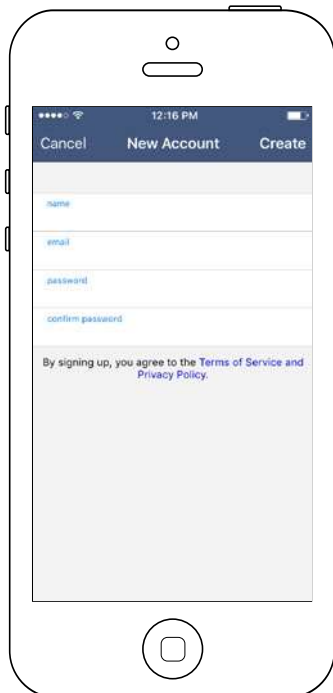 12:16 PM
Cancel New Account Create
name
email
password
confirm password
By signing up, you agree to the Terms of Service and
Privacy Policy.